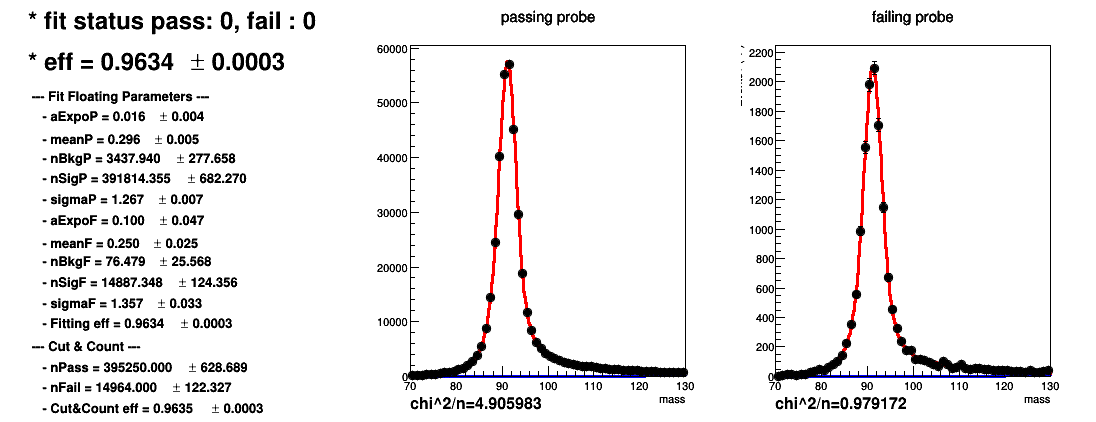 * fit status pass: 0, fail : 0
* eff = 0.9634 ± 0.0003
--- Fit Floating Parameters ---
- aExpoP = 0.016 ± 0.004
- meanP = 0.296 ± 0.005
- nBkgP = 3437.940 ± 277.658
- nSigP = 391814.355 ± 682.270
- sigmaP = 1.267 ± 0.007
- aExpoF = 0.100 ± 0.047
- meanF = 0.250 ± 0.025
- nBkgF = 76.479 ± 25.568
- nSigF = 14887.348 ± 124.356
- sigmaF = 1.357 ± 0.033
- Fitting eff = 0.9634 ± 0.0003
--- Cut & Count ---
- nPass = 395250.000 ± 628.689
- nFail = 14964.000 ± 122.327
- Cut&Count eff = 0.9635 ± 0.0003
passing probe
60000
50000
40000
30000
20000
10000
0
70 80 90 100 110 120 130
mass
chi^2/n=4.905983
failing probe
2200
2000
1800
1600
1400
1200
1000
800
600
400
200
0
70 80 90 100 110 120 130
mass
chi^2/n=0.979172